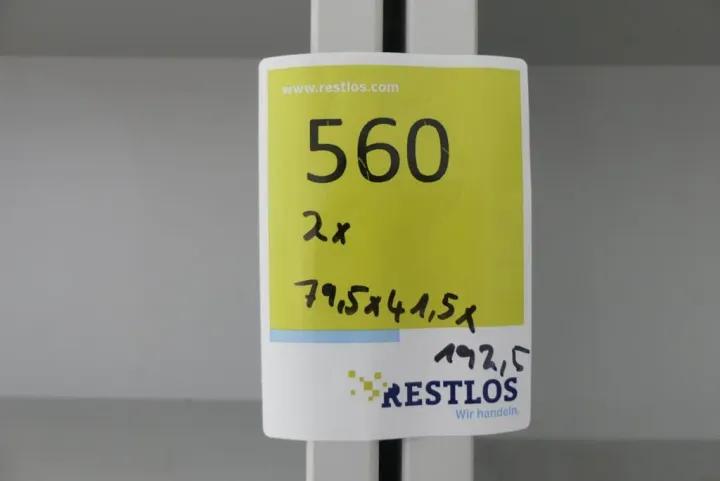 www.restlos.com
560
2x
79,5x41,5x
192,5
RESTLOS
Wir handeln.